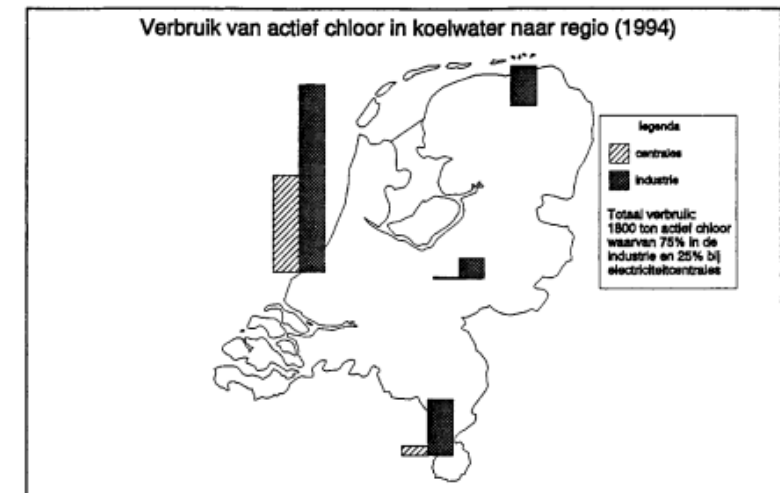 Verbruik van actief chloor in koelwater naar regio (1994)
legenda
centrales
industrie
Totaal verbruik:
1800 ton actief chloor
waarvan 75% in de
industrie en 25% bij
electriciteitcentrales